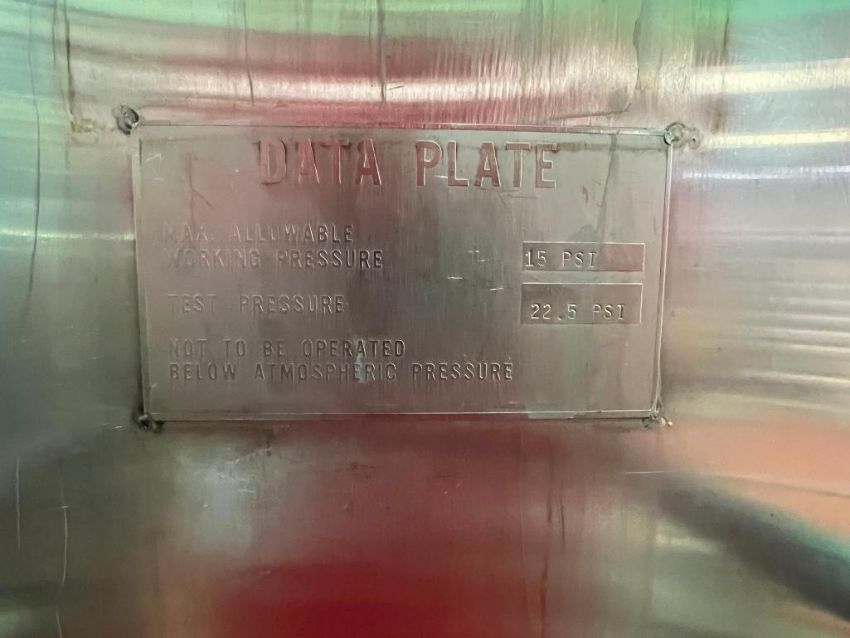 DATA PLATE
MAX. ALLOWABLE
WORKING PRESSURE 15 PSI
TEST PRESSURE 22.5 PSI
NOT TO BE OPERATED
BELOW ATMOSPHERIC PRESSURE